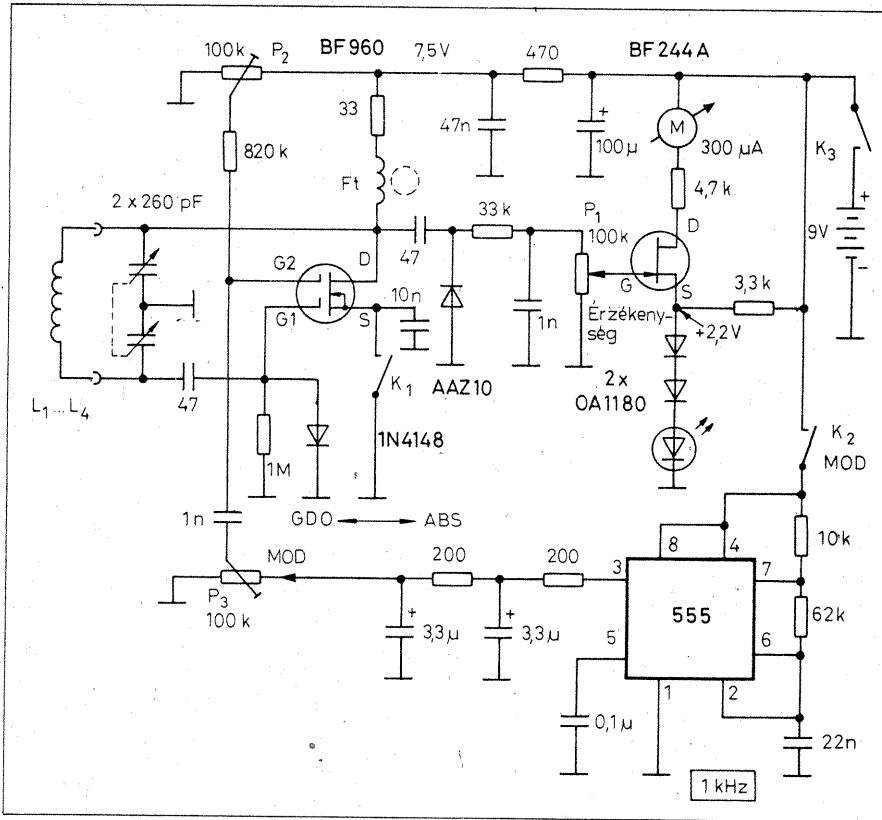 BF960
7,5V
470
BF244A
100k
P2
33
47n
+
100µ
M
300 µA
K3
820k
Ft
4,7k
+
9V
−
2 x 260 pF
33k
P1
100k
D
47
D
G
S
3,3k
G2
G1
S
10n
1n
Érzékeny-
ség
+2,2V
L1...L4
47
K1
AAZ10
2x
OA1180
K2
MOD
1M
1N4148
1n
GDO
ABS
8
4
10k
MOD
200
200
3
7
P3
100k
+
3,3µ
+
3,3µ
5
555
6
62k
1
2
0,1µ
22n
1 kHz